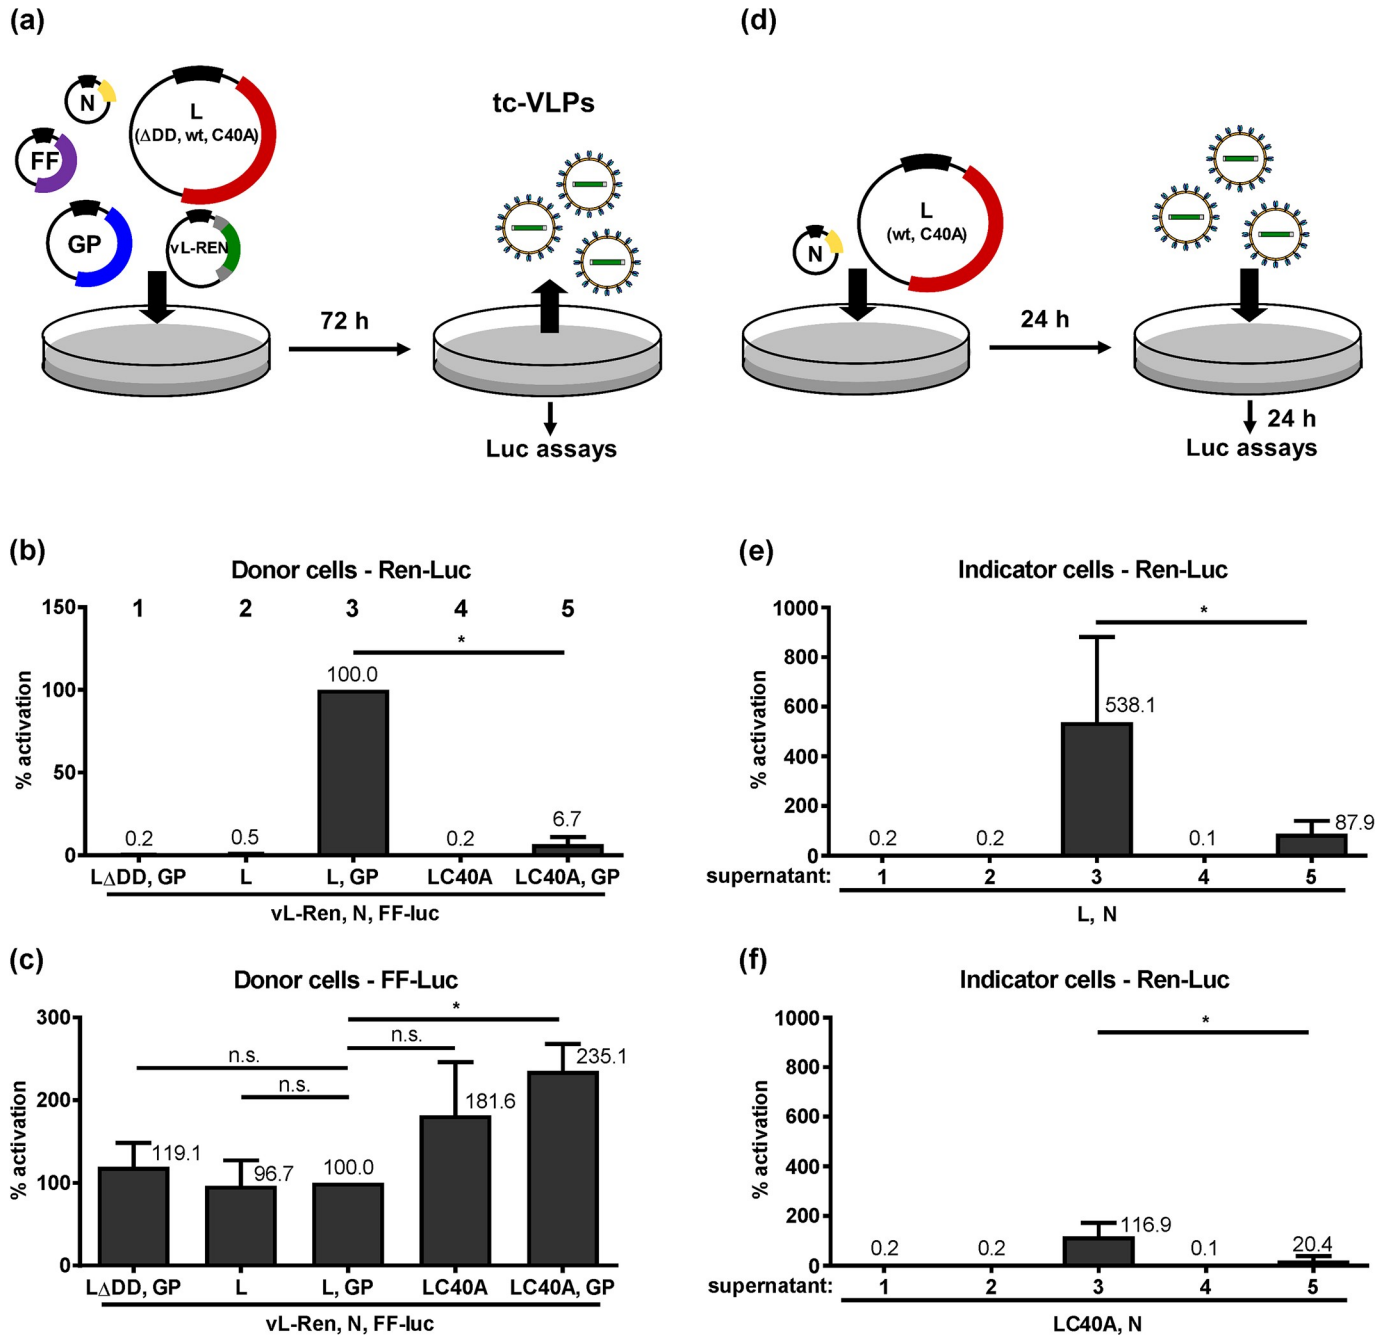 (a)
N
L
(ΔDD, wt, C40A)
FF
GP
vL-REN
72 h
tc-VLPs
Luc assays
(d)
L
(wt, C40A)
N
24 h
24 h
Luc assays
(b)
Donor cells - Ren-Luc
1 2 3 4 5
*
% activation
150
100
50
0
0.2
0.5
100.0
0.2
6.7
LΔDD, GP L L, GP LC40A LC40A, GP
vL-Ren, N, FF-luc
(e)
Indicator cells - Ren-Luc
*
% activation
1000
800
600
400
200
0
0.2
0.2
538.1
0.1
87.9
supernatant: 1 2 3 4 5
L, N
(c)
Donor cells - FF-Luc
*
n.s.
n.s.
n.s.
% activation
300
200
100
0
119.1
96.7
100.0
181.6
235.1
LΔDD, GP L L, GP LC40A LC40A, GP
vL-Ren, N, FF-luc
(f)
Indicator cells - Ren-Luc
*
% activation
1000
800
600
400
200
0
0.2
0.2
116.9
0.1
20.4
supernatant: 1 2 3 4 5
LC40A, N